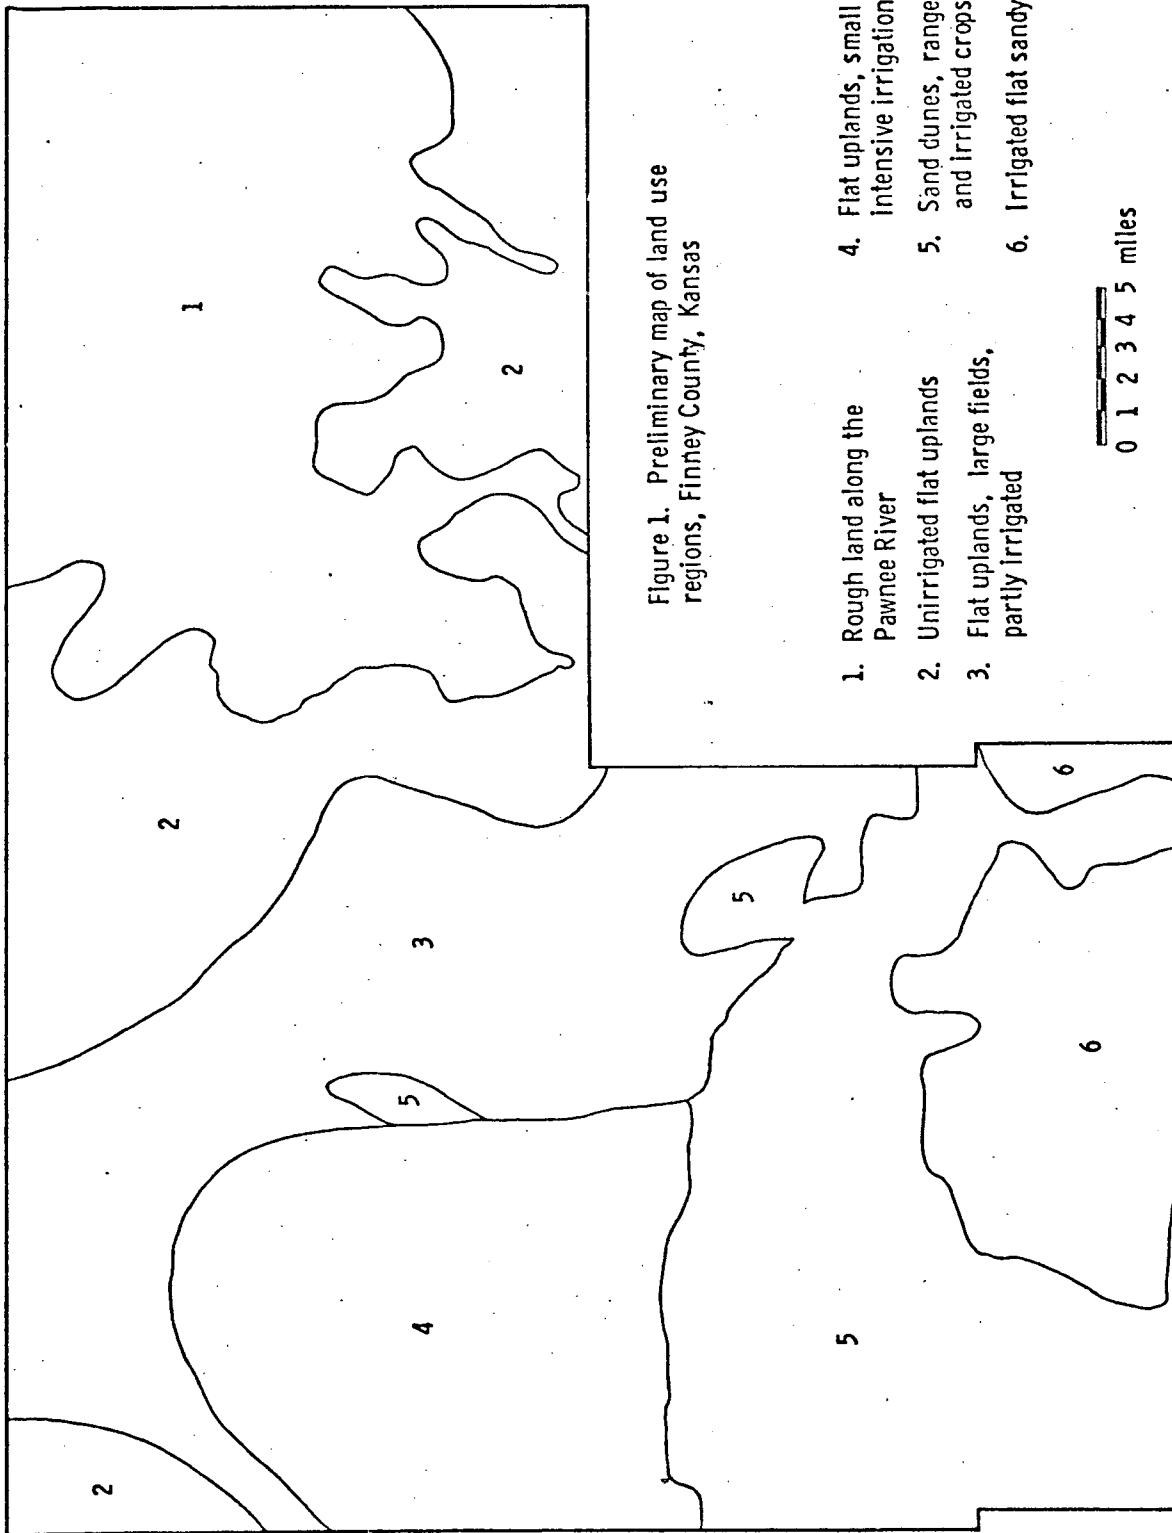 1
2
2
3
5
4
2
5
5
6
6
Figure 1. Preliminary map of land use
regions, Finney County, Kansas
1. Rough land along the
Pawnee River
2. Unirrigated flat uplands
3. Flat uplands, large fields,
partly irrigated
4. Flat uplands, small
intensive irrigation
5. Sand dunes, range
and irrigated crops
6. Irrigated flat sandy
0 1 2 3 4 5 miles